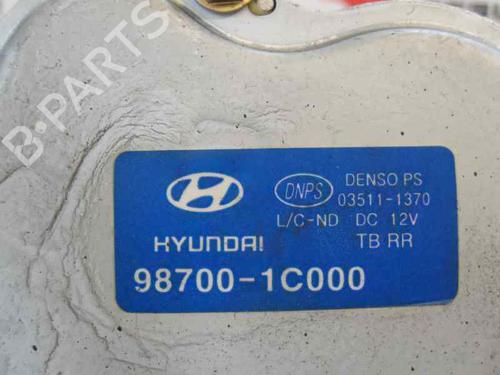 B-PARTS
DNPS
DENSO PS
03511-1370
L/C-ND DC 12V
HYUNDAI
TB RR
98700-1C000